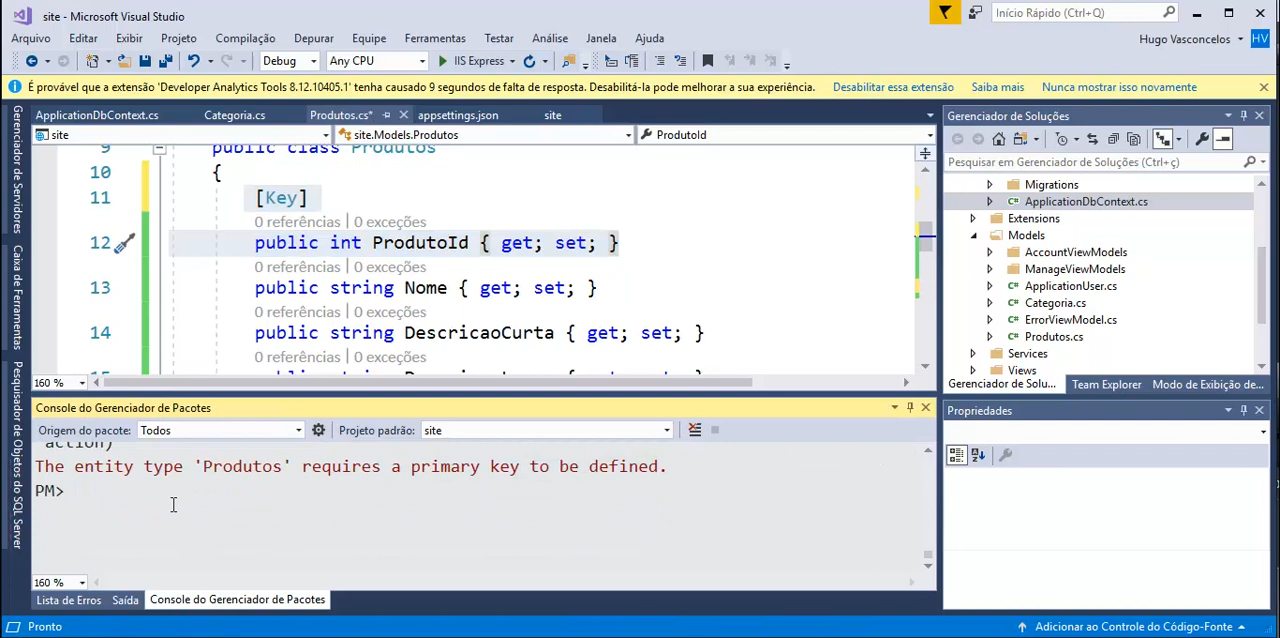 site - Microsoft Visual Studio
Início Rápido (Ctrl+Q)
Arquivo Editar Exibir Projeto Compilação Depurar Equipe Ferramentas Testar Análise Janela Ajuda
Hugo Vasconcelos HV
Debug Any CPU IIS Express
É provável que a extensão 'Developer Analytics Tools 8.12.10405.1' tenha causado 9 segundos de falta de resposta. Desabilitá-la pode melhorar a sua experiência. Desabilitar essa extensão Saiba mais Nunca mostrar isso novamente
Gerenciador de Servidores
Caixa de Ferramentas
Pesquisador de Objetos do SQL Server
ApplicationDbContext.cs Categoria.cs Produtos.cs* appsettings.json site
site site.Models.Produtos ProdutoId
9 public class Produtos
10 {
11 [Key]
0 referências | 0 exceções
12 public int ProdutoId { get; set; }
0 referências | 0 exceções
13 public string Nome { get; set; }
0 referências | 0 exceções
14 public string DescricaoCurta { get; set; }
0 referências | 0 exceções
160 %
Console do Gerenciador de Pacotes
Origem do pacote: Todos Projeto padrão: site
action)
The entity type 'Produtos' requires a primary key to be defined.
PM>
160 %
Lista de Erros Saída Console do Gerenciador de Pacotes
Gerenciador de Soluções
Pesquisar em Gerenciador de Soluções (Ctrl+ç)
Migrations
ApplicationDbContext.cs
Extensions
Models
AccountViewModels
ManageViewModels
ApplicationUser.cs
Categoria.cs
ErrorViewModel.cs
Produtos.cs
Services
Views
Gerenciador de Solu... Team Explorer Modo de Exibição de...
Propriedades
Pronto
Adicionar ao Controle do Código-Fonte